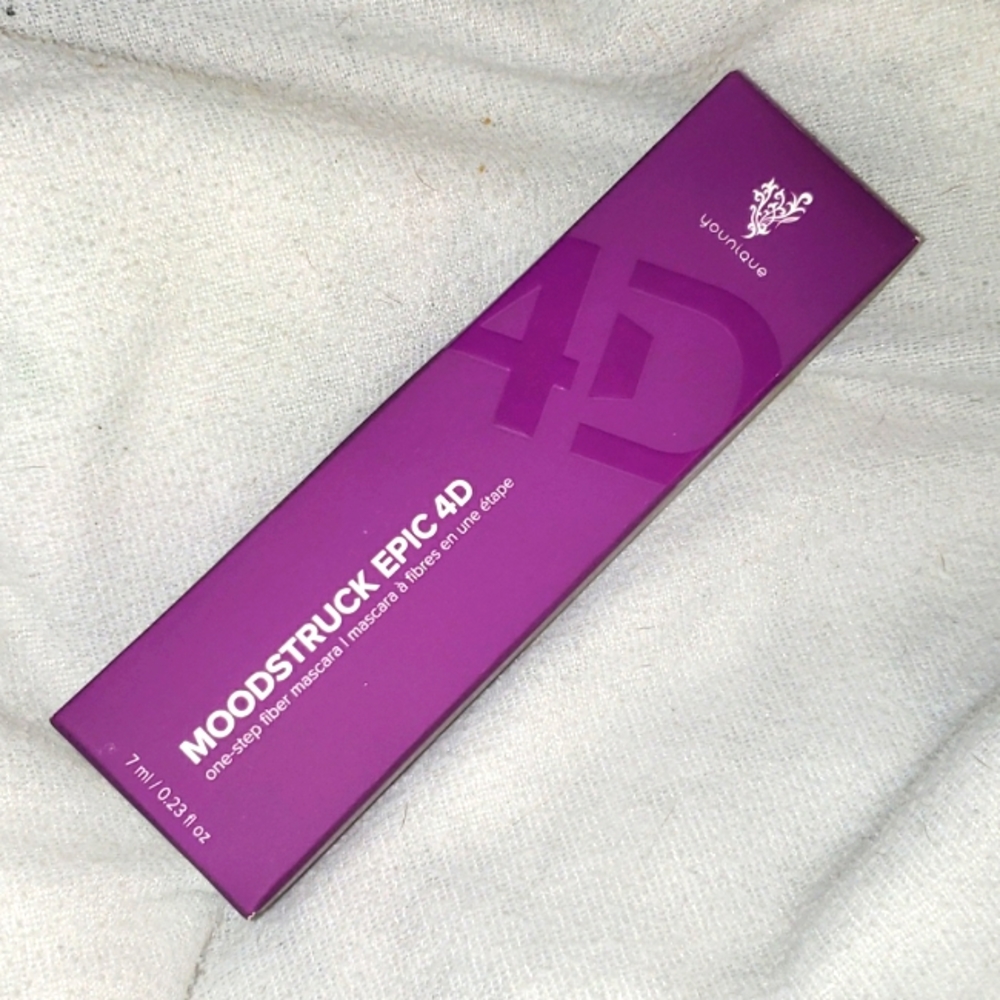 younique
4D
MOODSTRUCK EPIC 4D
one-step fiber mascara | mascara à fibres en une étape
7 ml / 0.23 fl oz